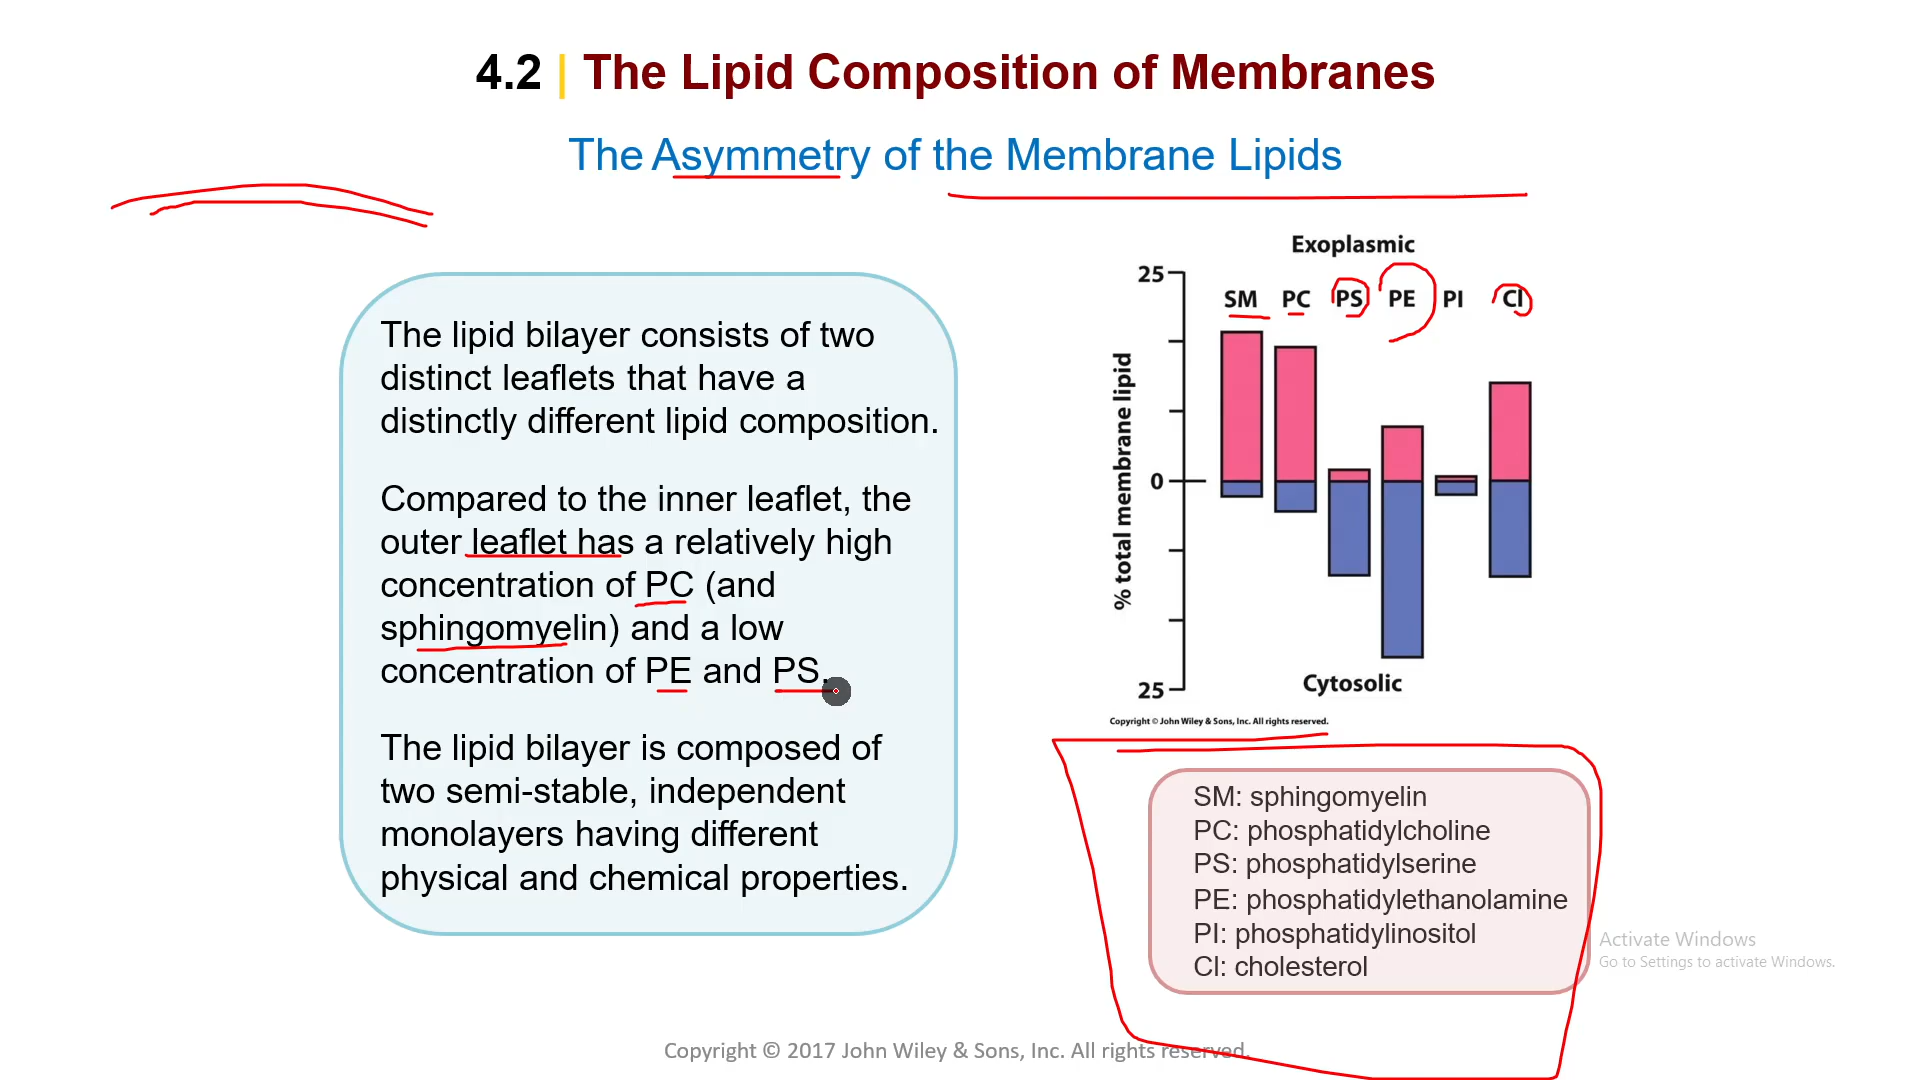 4.2 | The Lipid Composition of Membranes
The Asymmetry of the Membrane Lipids
The lipid bilayer consists of two
distinct leaflets that have a
distinctly different lipid composition.
Compared to the inner leaflet, the
outer leaflet has a relatively high
concentration of PC (and
sphingomyelin) and a low
concentration of PE and PS.
The lipid bilayer is composed of
two semi-stable, independent
monolayers having different
physical and chemical properties.
Exoplasmic
25
SM PC PS PE PI Cl
% total membrane lipid
0
25
Cytosolic
Copyright © John Wiley & Sons, Inc. All rights reserved.
SM: sphingomyelin
PC: phosphatidylcholine
PS: phosphatidylserine
PE: phosphatidylethanolamine
PI: phosphatidylinositol
Cl: cholesterol
Activate Windows
Go to Settings to activate Windows.
Copyright © 2017 John Wiley & Sons, Inc. All rights reserved.